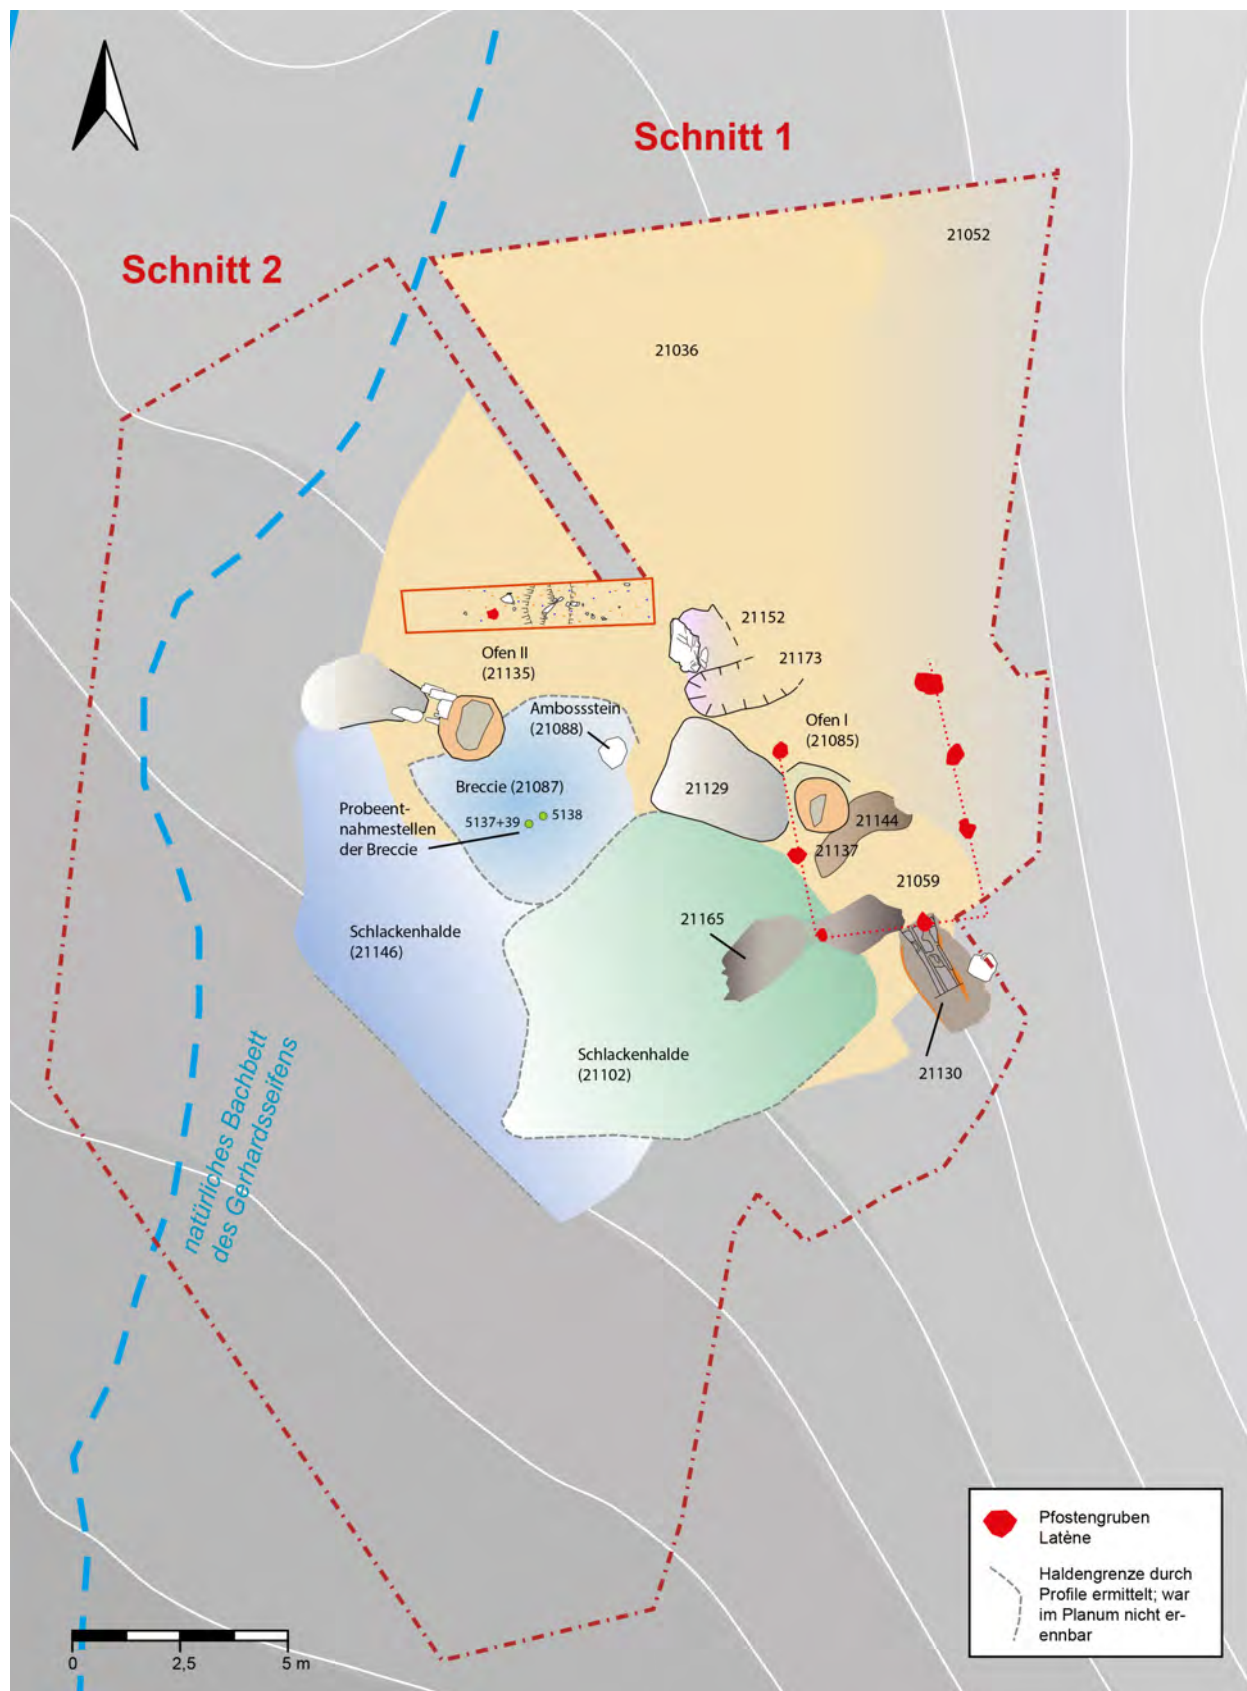 Schnitt 1
21052
Schnitt 2
21036
21152
Ofen II
(21135)
21173
Ambossstein
(21088)
Ofen I
(21085)
Breccie (21087)
21129
Probeent-
nahmestellen
der Breccie
5137+39
5138
21144
21137
21059
21165
Schlackenhalde
(21146)
Schlackenhalde
(21102)
21130
natürliches Bachbett
des Gerhardsseifens
Pfostengruben
Latène
Haldengrenze durch
Profile ermittelt; war
im Planum nicht er-
ennbar
0 2,5 5 m